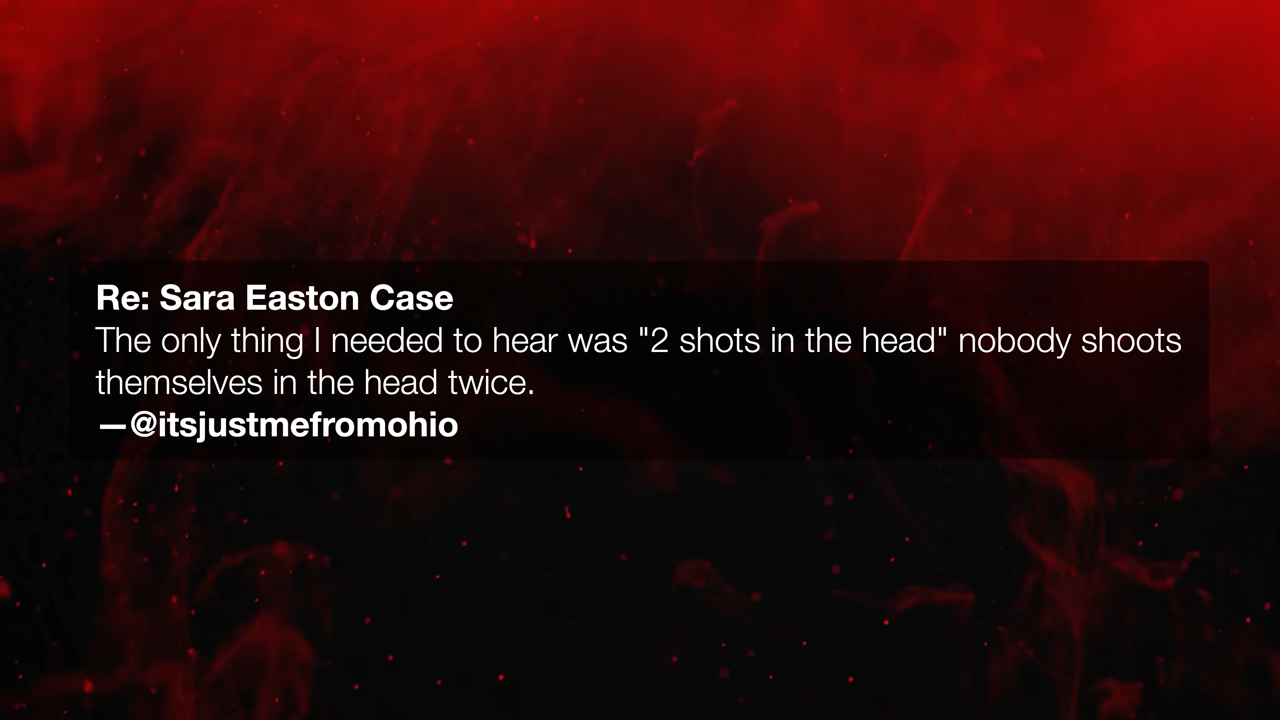 Re: Sara Easton Case
The only thing I needed to hear was "2 shots in the head" nobody shoots
themselves in the head twice.
—@itsjustmefromohio